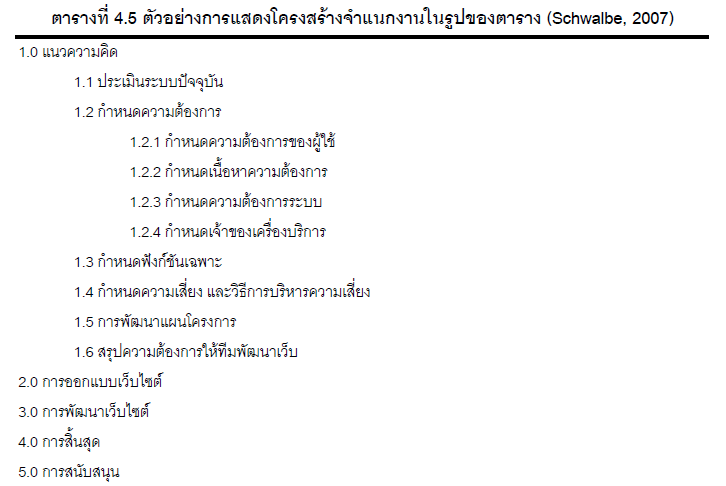 ตารางที่ 4.5 ตัวอย่างการแสดงโครงสร้างจำแนกงานในรูปของตาราง (Schwalbe, 2007)
1.0 แนวความคิด
1.1 ประเมินระบบปัจจุบัน
1.2 กำหนดความต้องการ
1.2.1 กำหนดความต้องการของผู้ใช้
1.2.2 กำหนดเนื้อหาความต้องการ
1.2.3 กำหนดความต้องการระบบ
1.2.4 กำหนดเจ้าของเครื่องบริการ
1.3 กำหนดฟังก์ชันเฉพาะ
1.4 กำหนดความเสี่ยง และวิธีการบริหารความเสี่ยง
1.5 การพัฒนาแผนโครงการ
1.6 สรุปความต้องการให้ทีมพัฒนาเว็บ
2.0 การออกแบบเว็บไซต์
3.0 การพัฒนาเว็บไซต์
4.0 การสิ้นสุด
5.0 การสนับสนุน